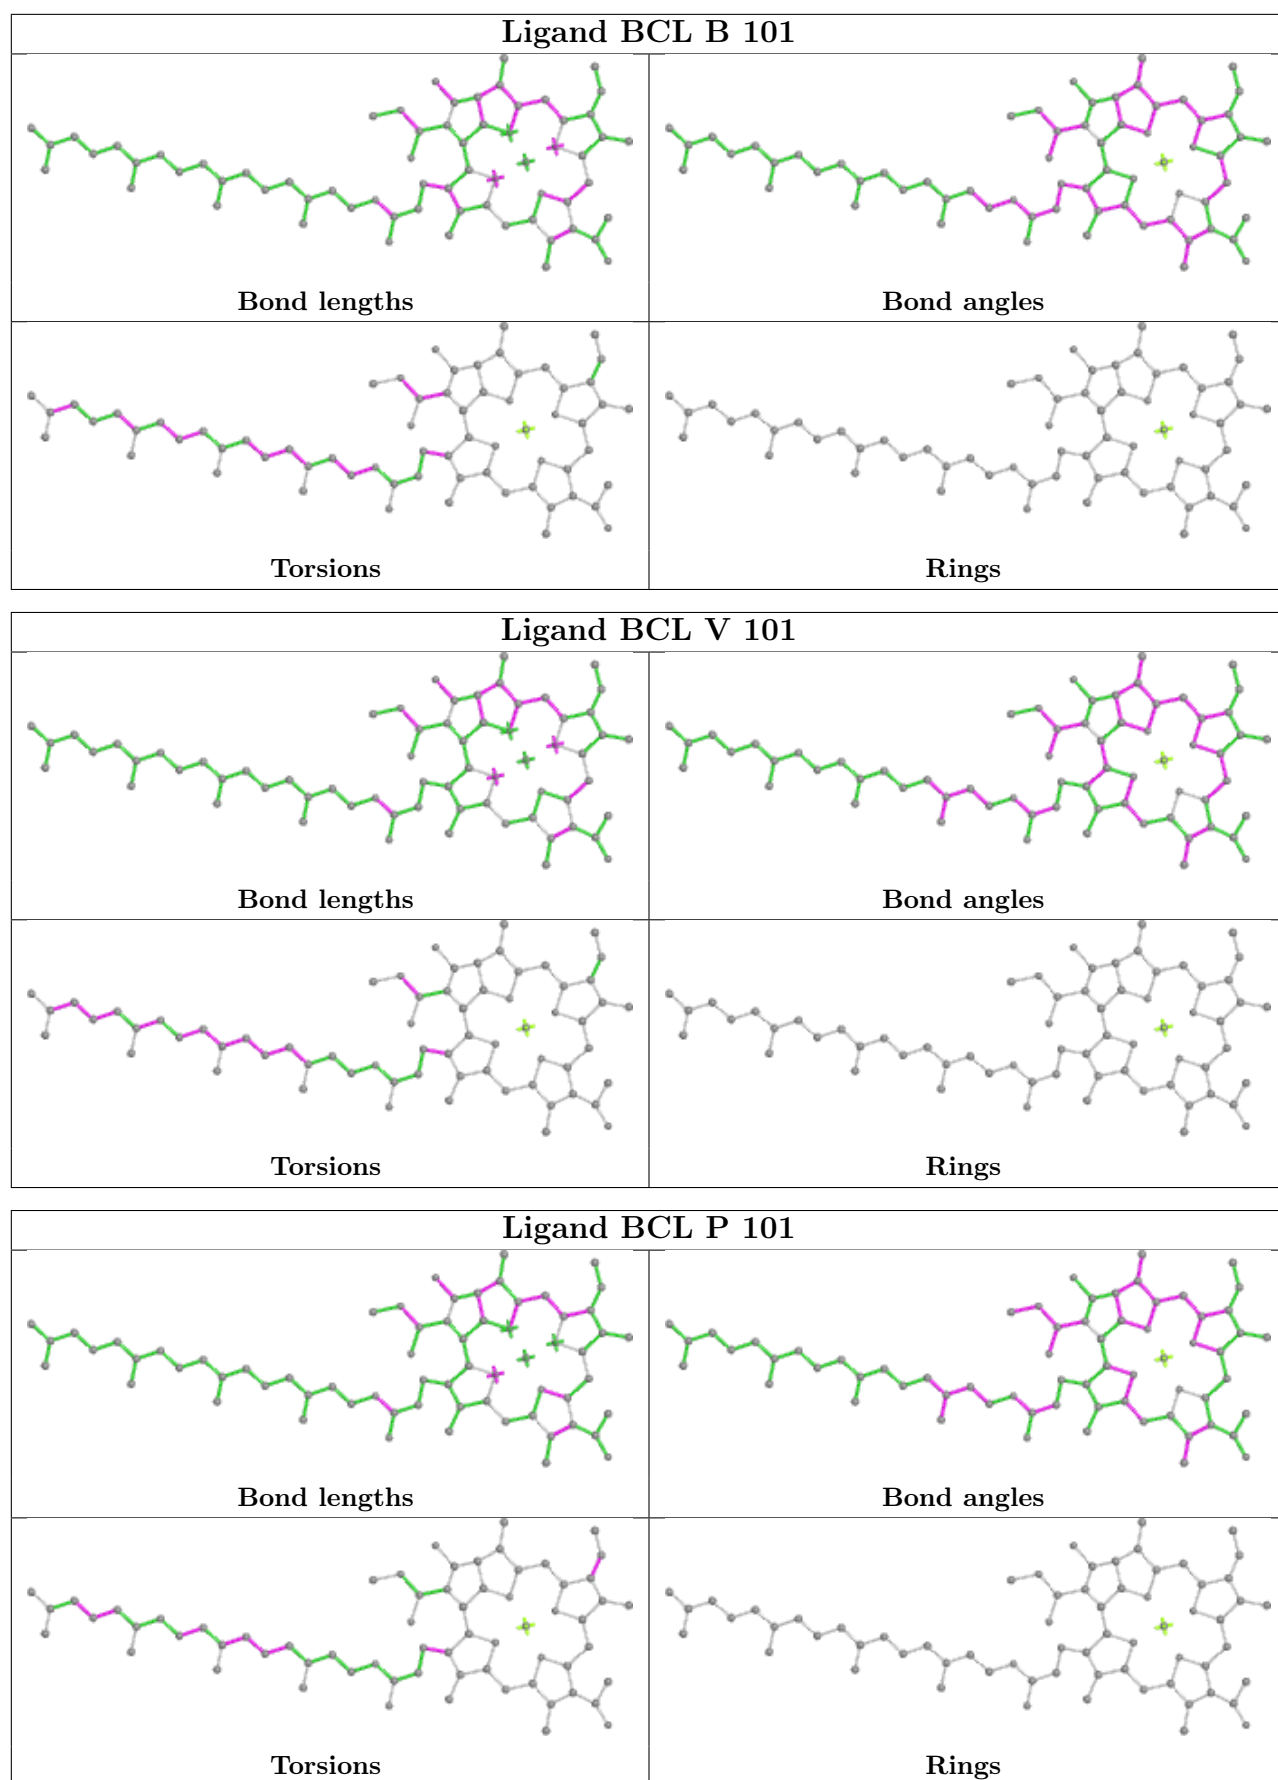 Ligand BCL B 101
Bond lengths
Bond angles
Torsions
Rings
Ligand BCL V 101
Bond lengths
Bond angles
Torsions
Rings
Ligand BCL P 101
Bond lengths
Bond angles
Torsions
Rings